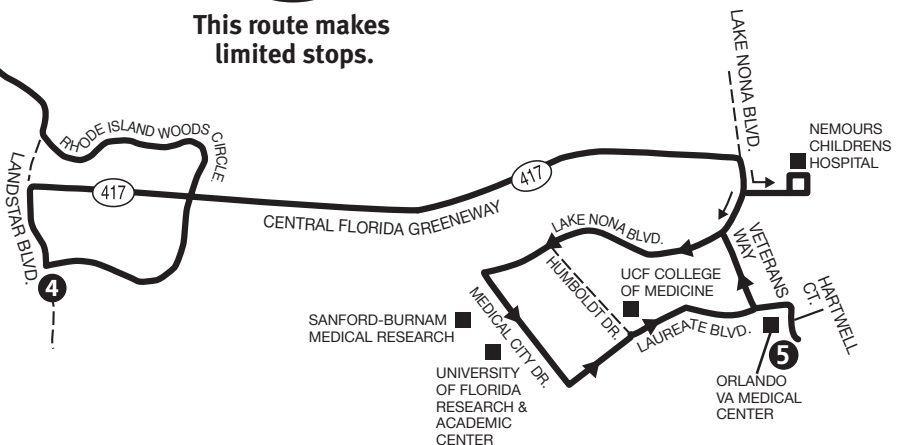 This route makes
limited stops.
LAKE NONA BLVD.
RHODE ISLAND WOODS CIRCLE
NEMOURS
CHILDRENS
HOSPITAL
LANDSTAR BLVD.
417
417
CENTRAL FLORIDA GREENEWAY
LAKE NONA BLVD.
VETERANS
WAY
HUMBOLDT DR.
UCF COLLEGE
OF MEDICINE
HARTWELL
CT.
4
MEDICAL CITY DR.
SANFORD-BURNAM
MEDICAL RESEARCH
LAUREATE BLVD.
5
UNIVERSITY
OF FLORIDA
RESEARCH &
ACADEMIC
CENTER
ORLANDO
VA MEDICAL
CENTER